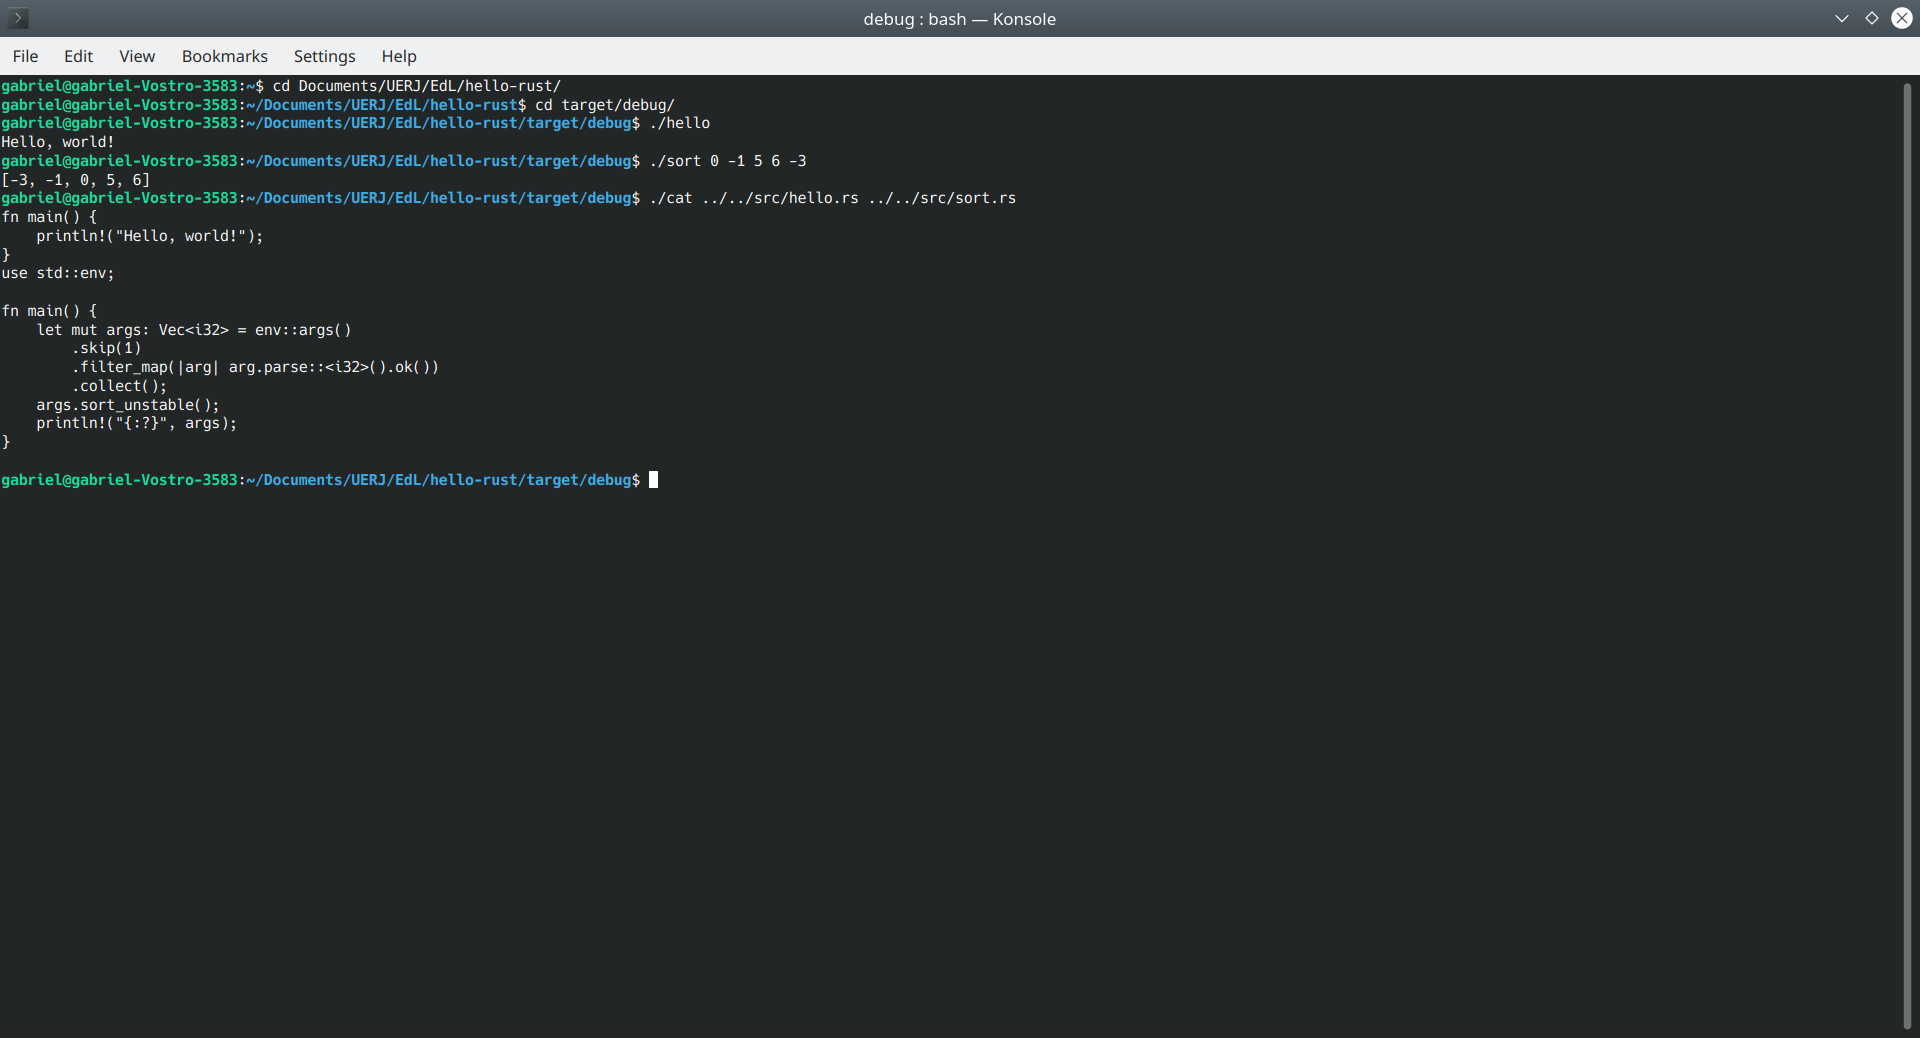 debug : bash — Konsole
File Edit View Bookmarks Settings Help
gabriel@gabriel-Vostro-3583:~$ cd Documents/UERJ/EdL/hello-rust/
gabriel@gabriel-Vostro-3583:~/Documents/UERJ/EdL/hello-rust$ cd target/debug/
gabriel@gabriel-Vostro-3583:~/Documents/UERJ/EdL/hello-rust/target/debug$ ./hello
Hello, world!
gabriel@gabriel-Vostro-3583:~/Documents/UERJ/EdL/hello-rust/target/debug$ ./sort 0 -1 5 6 -3
[-3, -1, 0, 5, 6]
gabriel@gabriel-Vostro-3583:~/Documents/UERJ/EdL/hello-rust/target/debug$ ./cat ../../src/hello.rs ../../src/sort.rs
fn main() {
    println!("Hello, world!");
}
use std::env;

fn main() {
    let mut args: Vec<i32> = env::args()
        .skip(1)
        .filter_map(|arg| arg.parse::<i32>().ok())
        .collect();
    args.sort_unstable();
    println!("{:?}", args);
}

gabriel@gabriel-Vostro-3583:~/Documents/UERJ/EdL/hello-rust/target/debug$